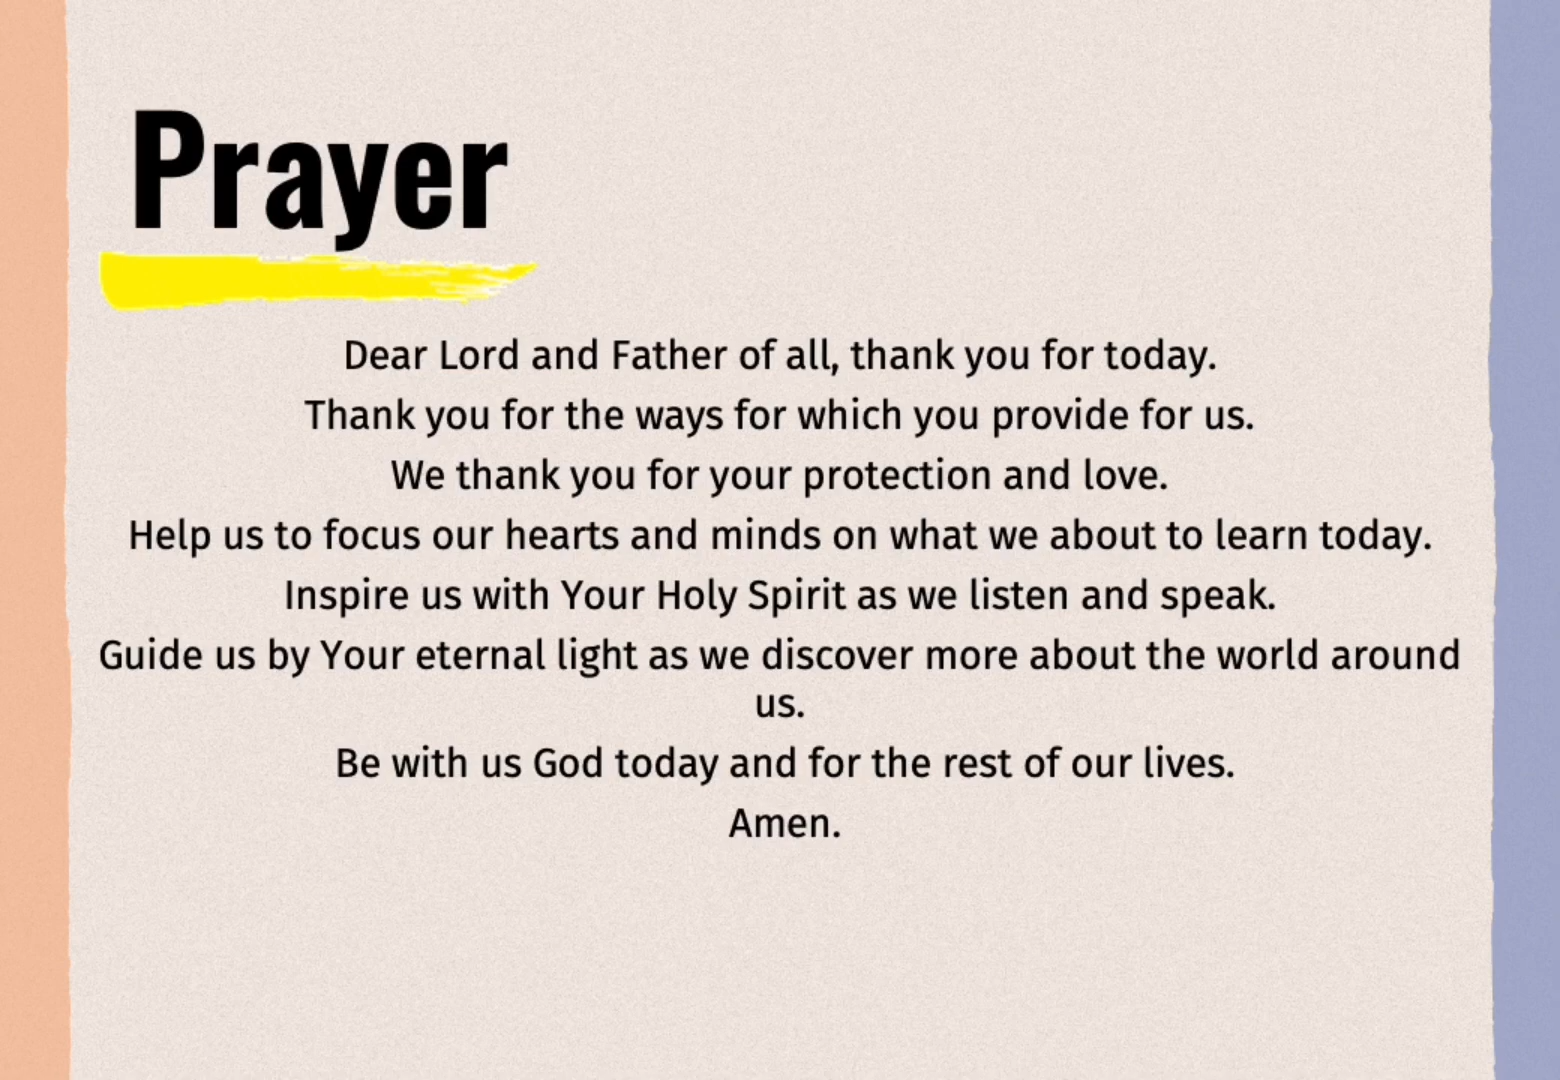 Prayer
Dear Lord and Father of all, thank you for today.
Thank you for the ways for which you provide for us.
We thank you for your protection and love.
Help us to focus our hearts and minds on what we about to learn today.
Inspire us with Your Holy Spirit as we listen and speak.
Guide us by Your eternal light as we discover more about the world around
us.
Be with us God today and for the rest of our lives.
Amen.